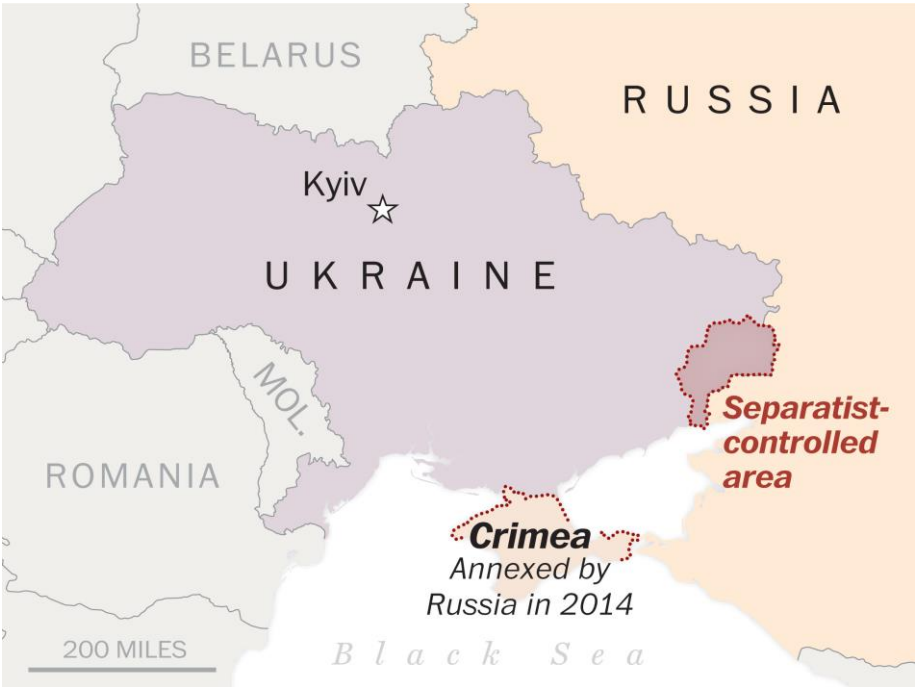 BELARUS
RUSSIA
Kyiv
UKRAINE
MOL.
Separatist-
controlled
area
ROMANIA
Crimea
Annexed by
Russia in 2014
200 MILES
Black Sea